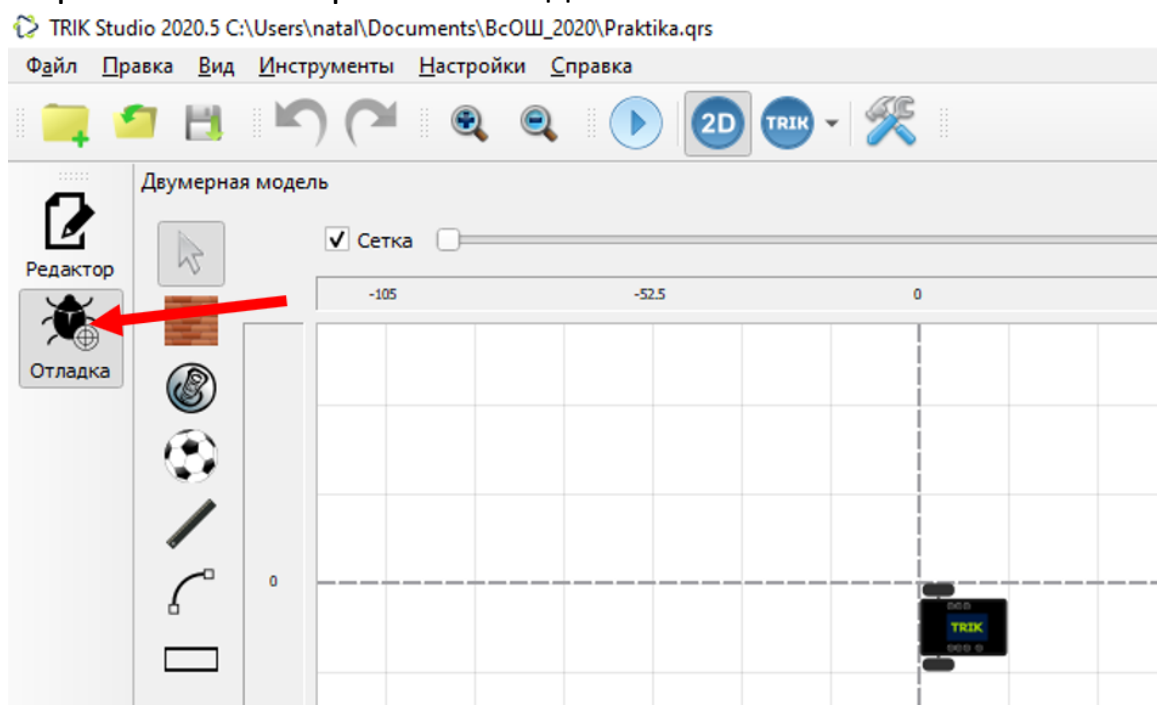 TRIK Studio 2020.5 C:\Users\natal\Documents\ВсОШ_2020\Praktika.qrs
Файл Правка Вид Инструменты Настройки Справка
2D TRIK
Двумерная модель
Редактор
Сетка
-105 -52.5 0
Отладка
0
TRIK